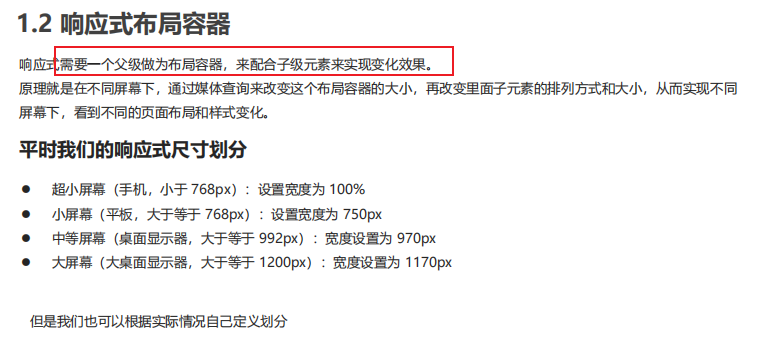 1.2 响应式布局容器
响应式需要一个父级做为布局容器，来配合子级元素来实现变化效果。
原理就是在不同屏幕下，通过媒体查询来改变这个布局容器的大小，再改变里面子元素的排列方式和大小，从而实现不同
屏幕下，看到不同的页面布局和样式变化。
平时我们的响应式尺寸划分
● 超小屏幕（手机，小于 768px）：设置宽度为 100%
● 小屏幕（平板，大于等于 768px）：设置宽度为 750px
● 中等屏幕（桌面显示器，大于等于 992px）：宽度设置为 970px
● 大屏幕（大桌面显示器，大于等于 1200px）：宽度设置为 1170px
但是我们也可以根据实际情况自己定义划分